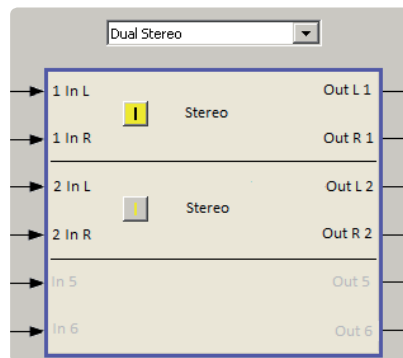 Dual Stereo
1 In L Out L 1
I Stereo
1 In R Out R 1
2 In L Out L 2
I Stereo
2 In R Out R 2
In 5 Out 5
In 6 Out 6